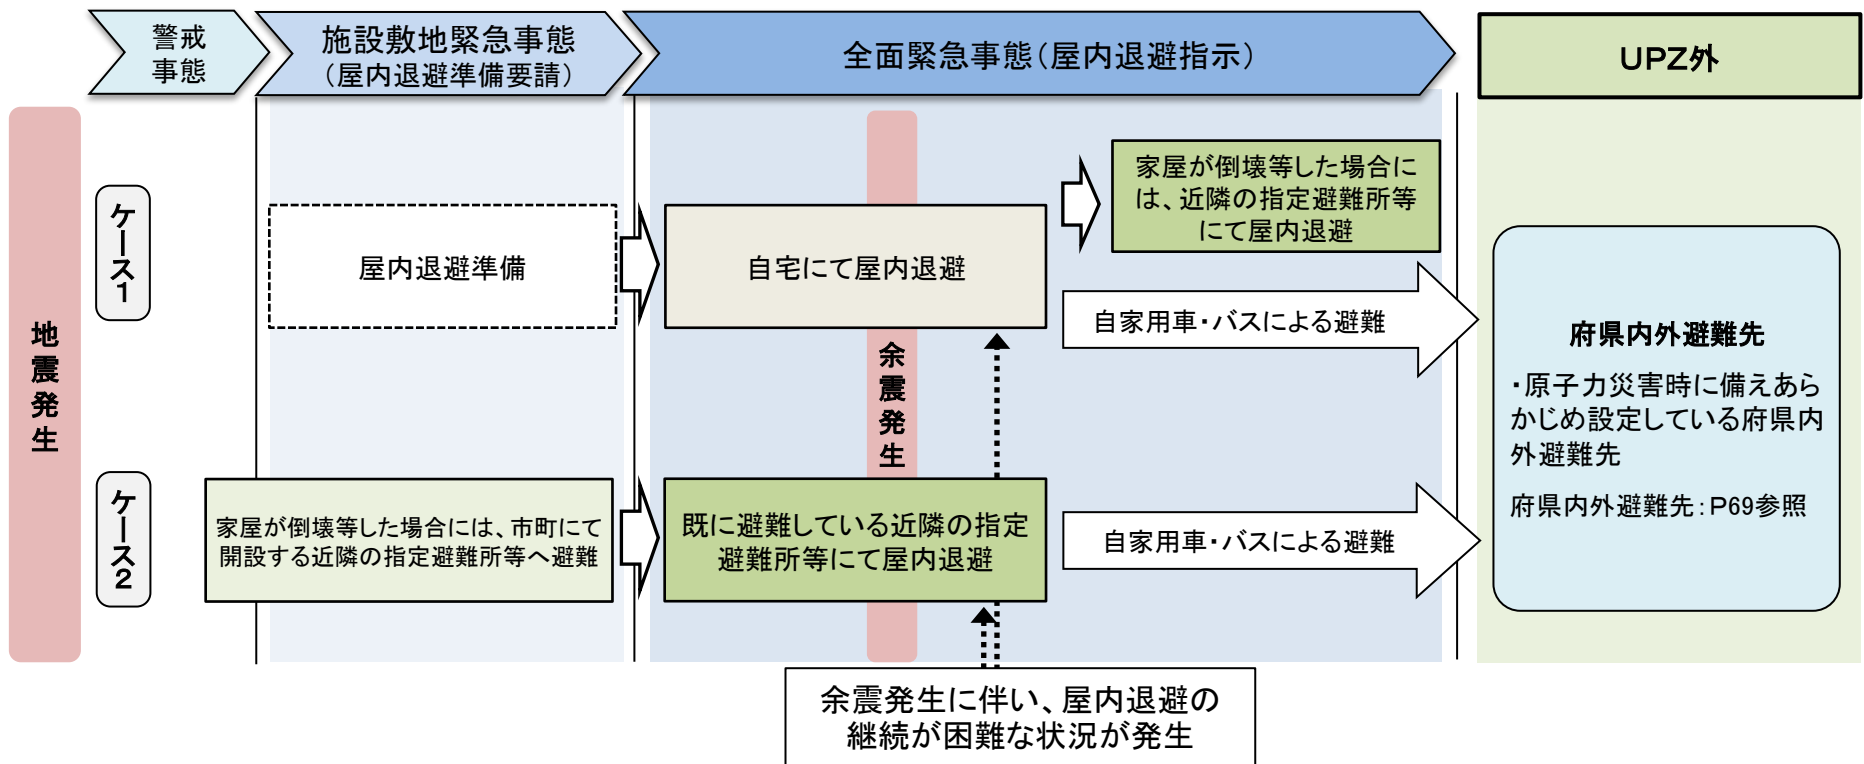 警戒
事態
施設敷地緊急事態
（屋内退避準備要請）
全面緊急事態（屋内退避指示）
UPZ外
地震発生
ケース1
屋内退避準備
自宅にて屋内退避
家屋が倒壊等した場合に
は、近隣の指定避難所等
にて屋内退避
自家用車・バスによる避難
余震発生
府県内外避難先
・原子力災害時に備えあら
かじめ設定している府県内
外避難先
府県内外避難先：P69参照
ケース2
家屋が倒壊等した場合には、市町にて
開設する近隣の指定避難所等へ避難
既に避難している近隣の指定
避難所等にて屋内退避
自家用車・バスによる避難
余震発生に伴い、屋内退避の
継続が困難な状況が発生